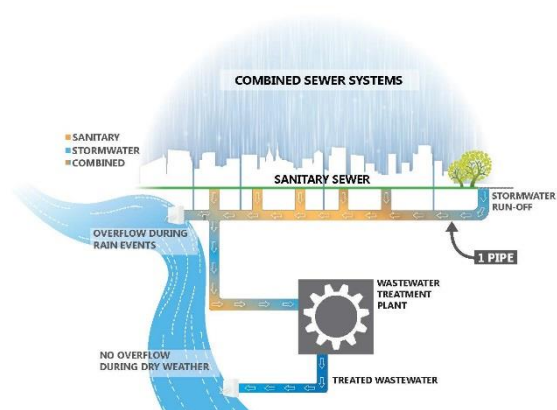 COMBINED SEWER SYSTEMS
SANITARY
STORMWATER
COMBINED
SANITARY SEWER
STORMWATER
RUN-OFF
OVERFLOW DURING
RAIN EVENTS
1 PIPE
WASTEWATER
TREATMENT
PLANT
NO OVERFLOW
DURING DRY WEATHER
TREATED WASTEWATER